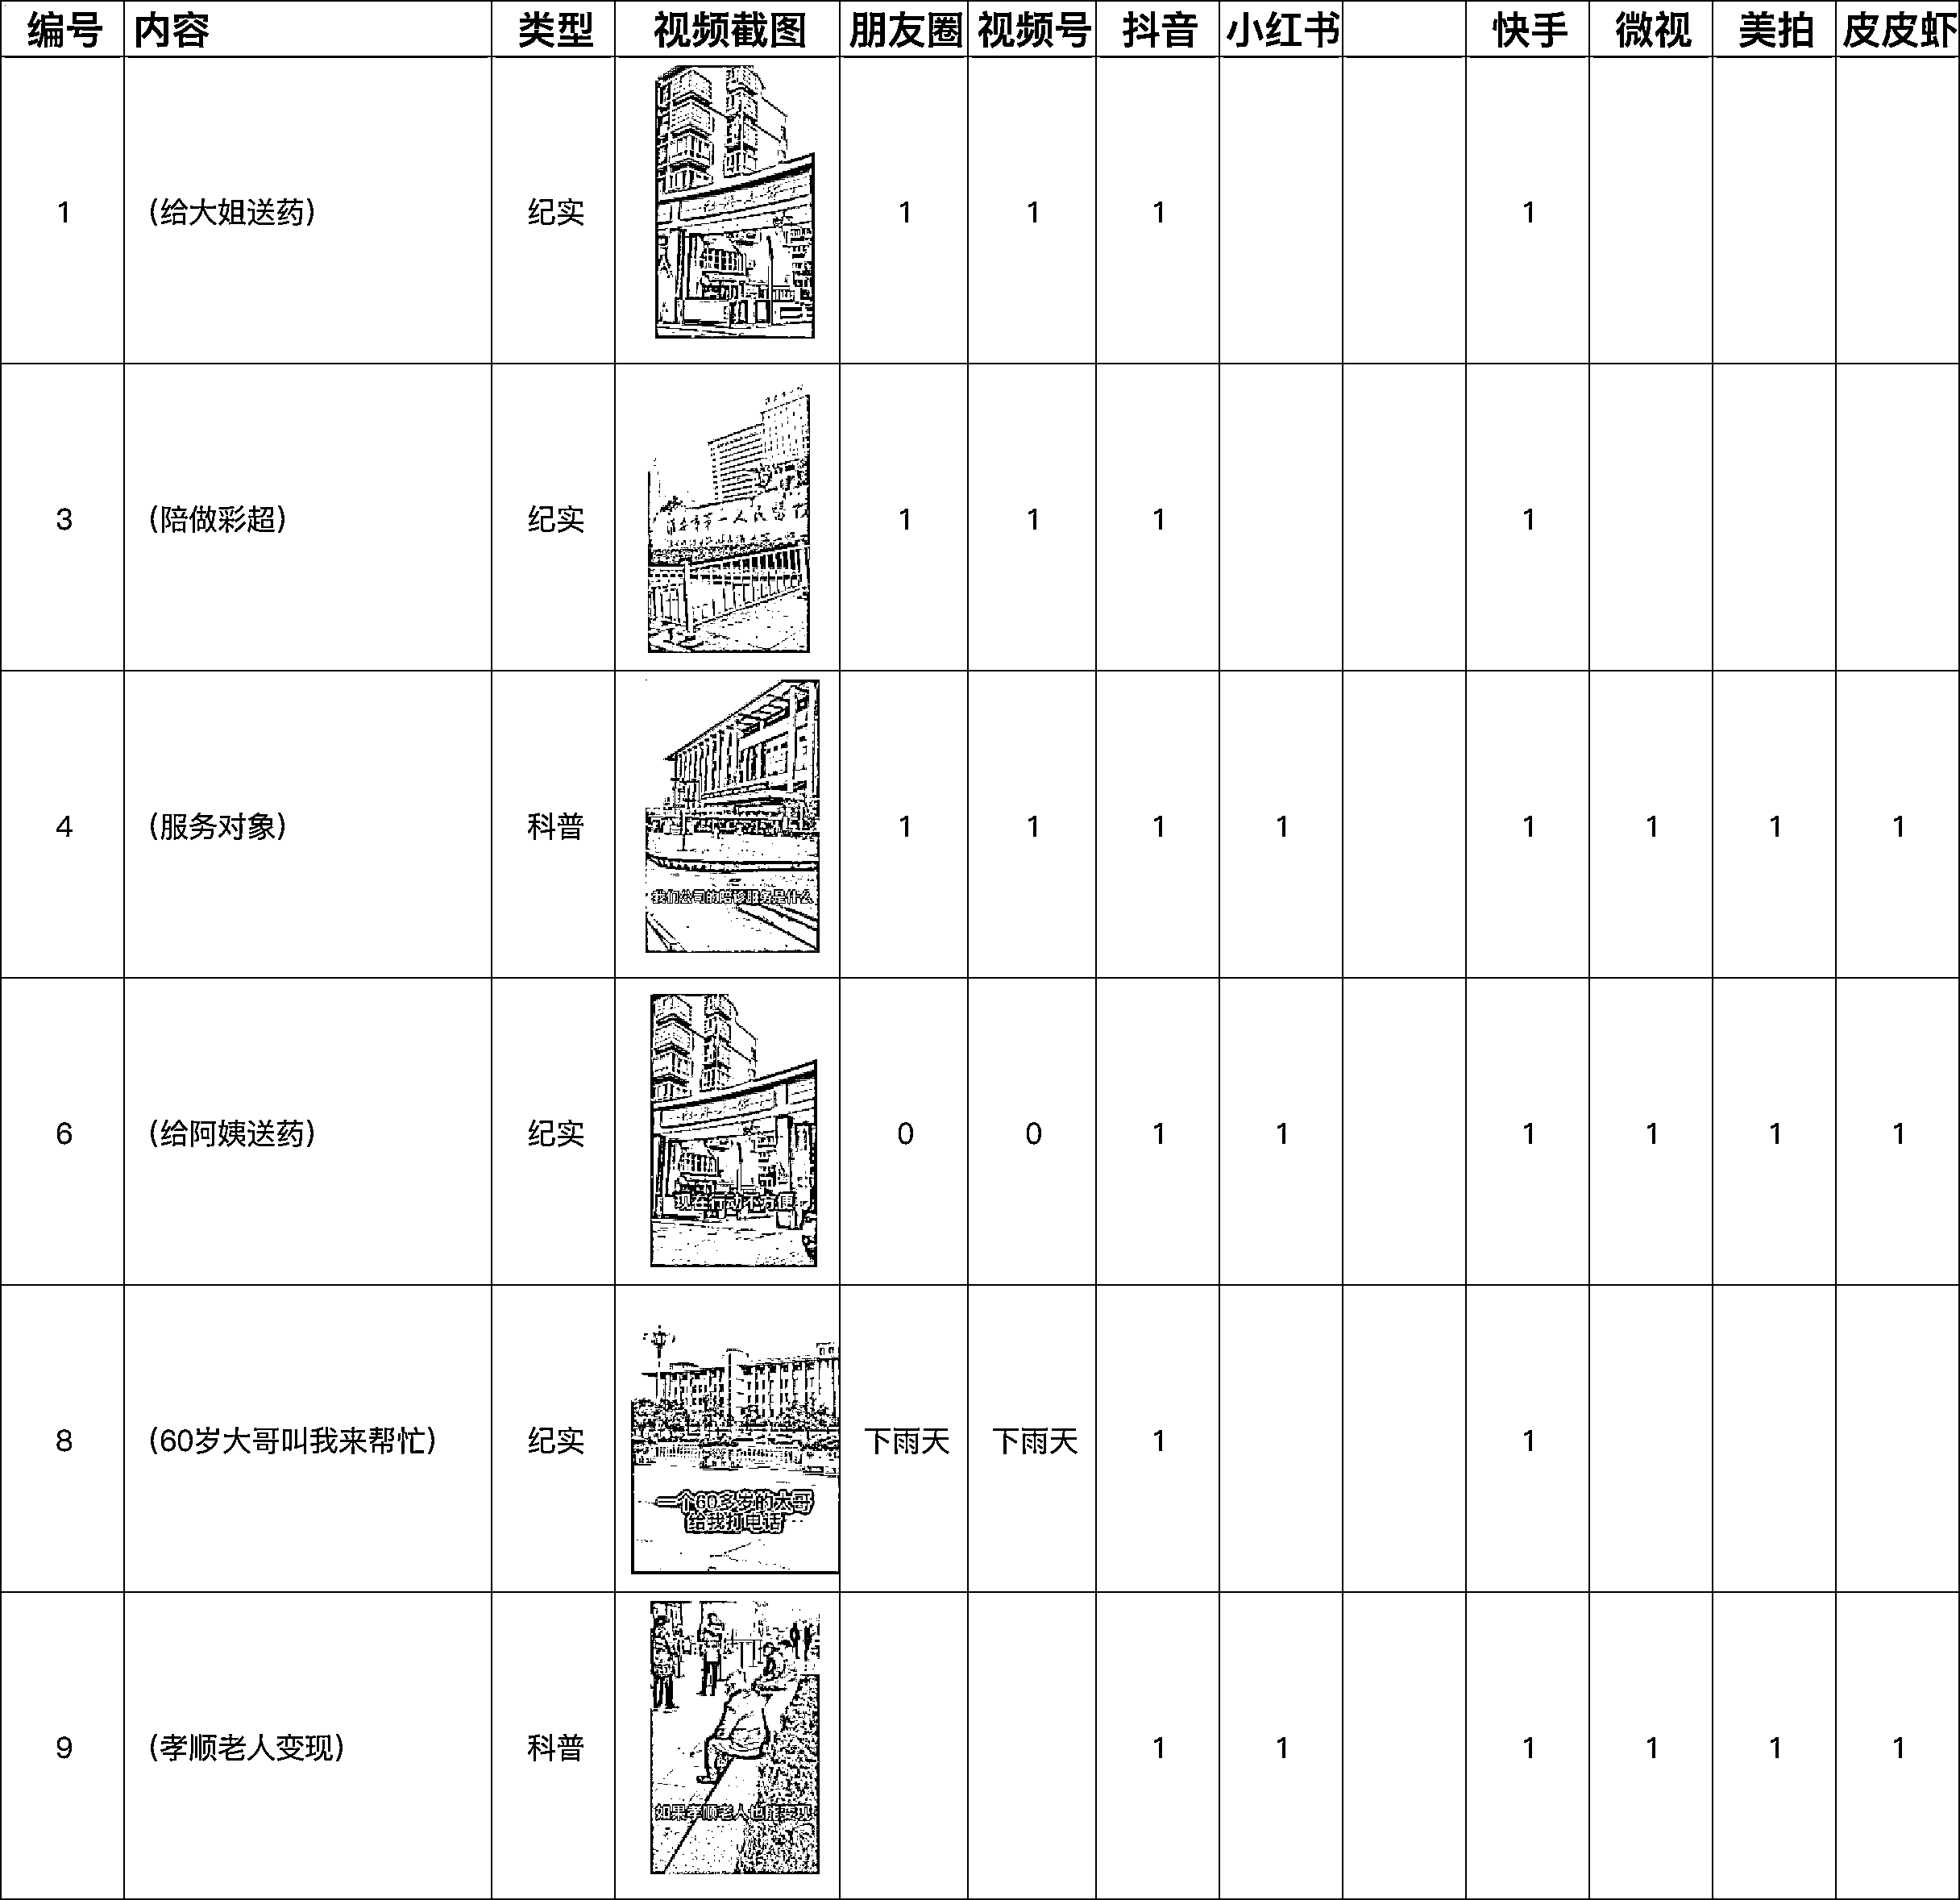 编号 内容 类型 视频截图 朋友圈 视频号 抖音 小红书 快手 微视 美拍 皮皮虾
1 （给大姐送药） 纪实 1 1 1 1
3 （陪做彩超） 纪实 1 1 1 1
市第一人民医院
4 （服务对象） 科普 1 1 1 1 1 1 1 1
我们公司的陪诊服务是什么
6 （给阿姨送药） 纪实 0 0 1 1 1 1 1 1
现在行动不方便
8 （60岁大哥叫我来帮忙） 纪实 下雨天 下雨天 1 1
一个60多岁的大哥
给我打电话
9 （孝顺老人变现） 科普 1 1 1 1 1 1
如果孝顺老人也能变现